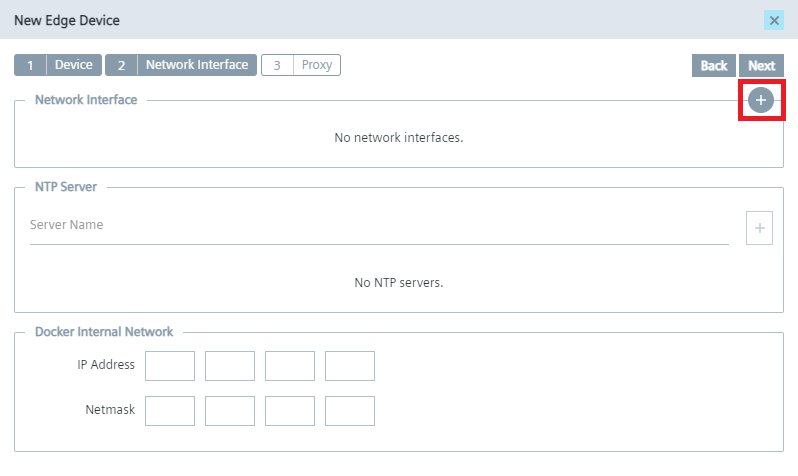 New Edge Device
1 Device 2 Network Interface 3 Proxy Back Next
Network Interface
No network interfaces.
NTP Server
Server Name
No NTP servers.
Docker Internal Network
IP Address
Netmask